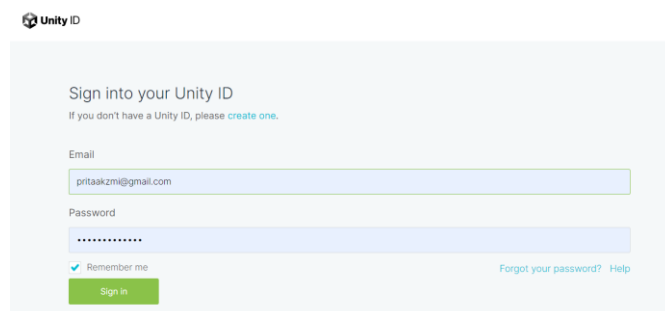 Unity ID
Sign into your Unity ID
If you don't have a Unity ID, please create one.
Email
pritaakzmi@gmail.com
Password
•••••••••••••
Remember me
Forgot your password? Help
Sign in